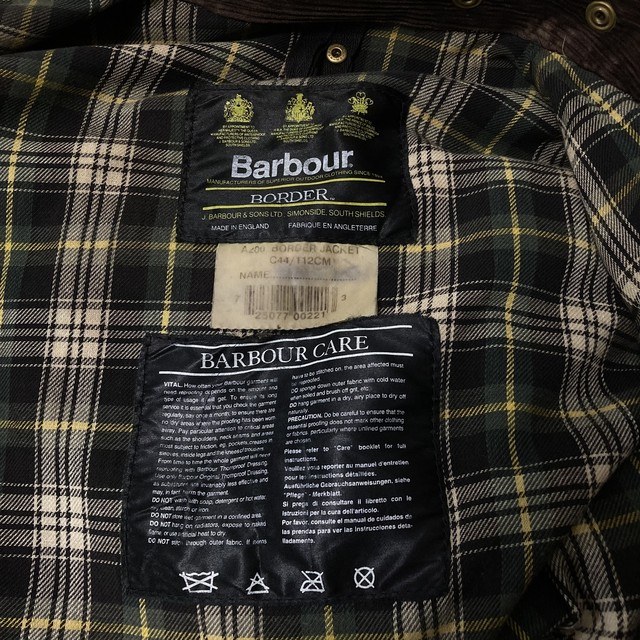 Barbour
MANUFACTURERS OF SUPERIOR OUTDOOR CLOTHING SINCE
BORDER™
J. BARBOUR & SONS LTD. SIMONSIDE, SOUTH SHIELDS.
MADE IN ENGLAND FABRIQUE EN ANGLETERRE
A200 BORDER JACKET
C44/112CM
NAME
7 25077 00221 3
BARBOUR CARE
VITAL. How often your Barbour garment will
need reproofing depends on the amount and
type of usage it will get. To ensure its long
service it is essential that you check the garment
regularly, say once a month, to ensure there are
no 'dry' areas where the proofing has been worn
away. Pay particular attention to critical areas
such as the shoulders, neck seams and areas
most subject to friction, eg. pockets, creases in
sleeves, inside leg and the knees of trousers.
From time to time the whole garment will need
reproofing with Barbour Thornproof Dressing.
Use only Barbour Original Thornproof Dressing
as substitutes are invariably less effective and
may, in fact harm the garment.
DO NOT wash with soap, detergent or hot water,
dry clean, starch or iron.
DO NOT store wet garment in a confined area.
DO NOT hang on radiators, expose to naked
flame or use artificial heat to dry.
DO NOT stitch through outer fabric. If items
have to be stitched on, the area affected must
be reproofed.
DO sponge down outer fabric with cold water
when soiled and brush off grit, etc.
DO hang garment in a dry, airy place to dry off
naturally
PRECAUTION. Do be careful to ensure that the
essential proofing does not mark other clothing
or fabrics, particularly where unlined garments
are chosen.
Please refer to "Care" booklet for full
instructions.
Veuillez vous reporter au manuel d'entretien
pour les instructions détaillées.
Ausführliche Gebrauchsanweisungen, siehe
"Pflege" - Merkblatt.
Si prega di consultare il libretto con le
istruzioni per la cura dell'articolo.
Por favor, consulte el manual de cuidados de
las prendas para ver las instrucciones deta-
lladamente.